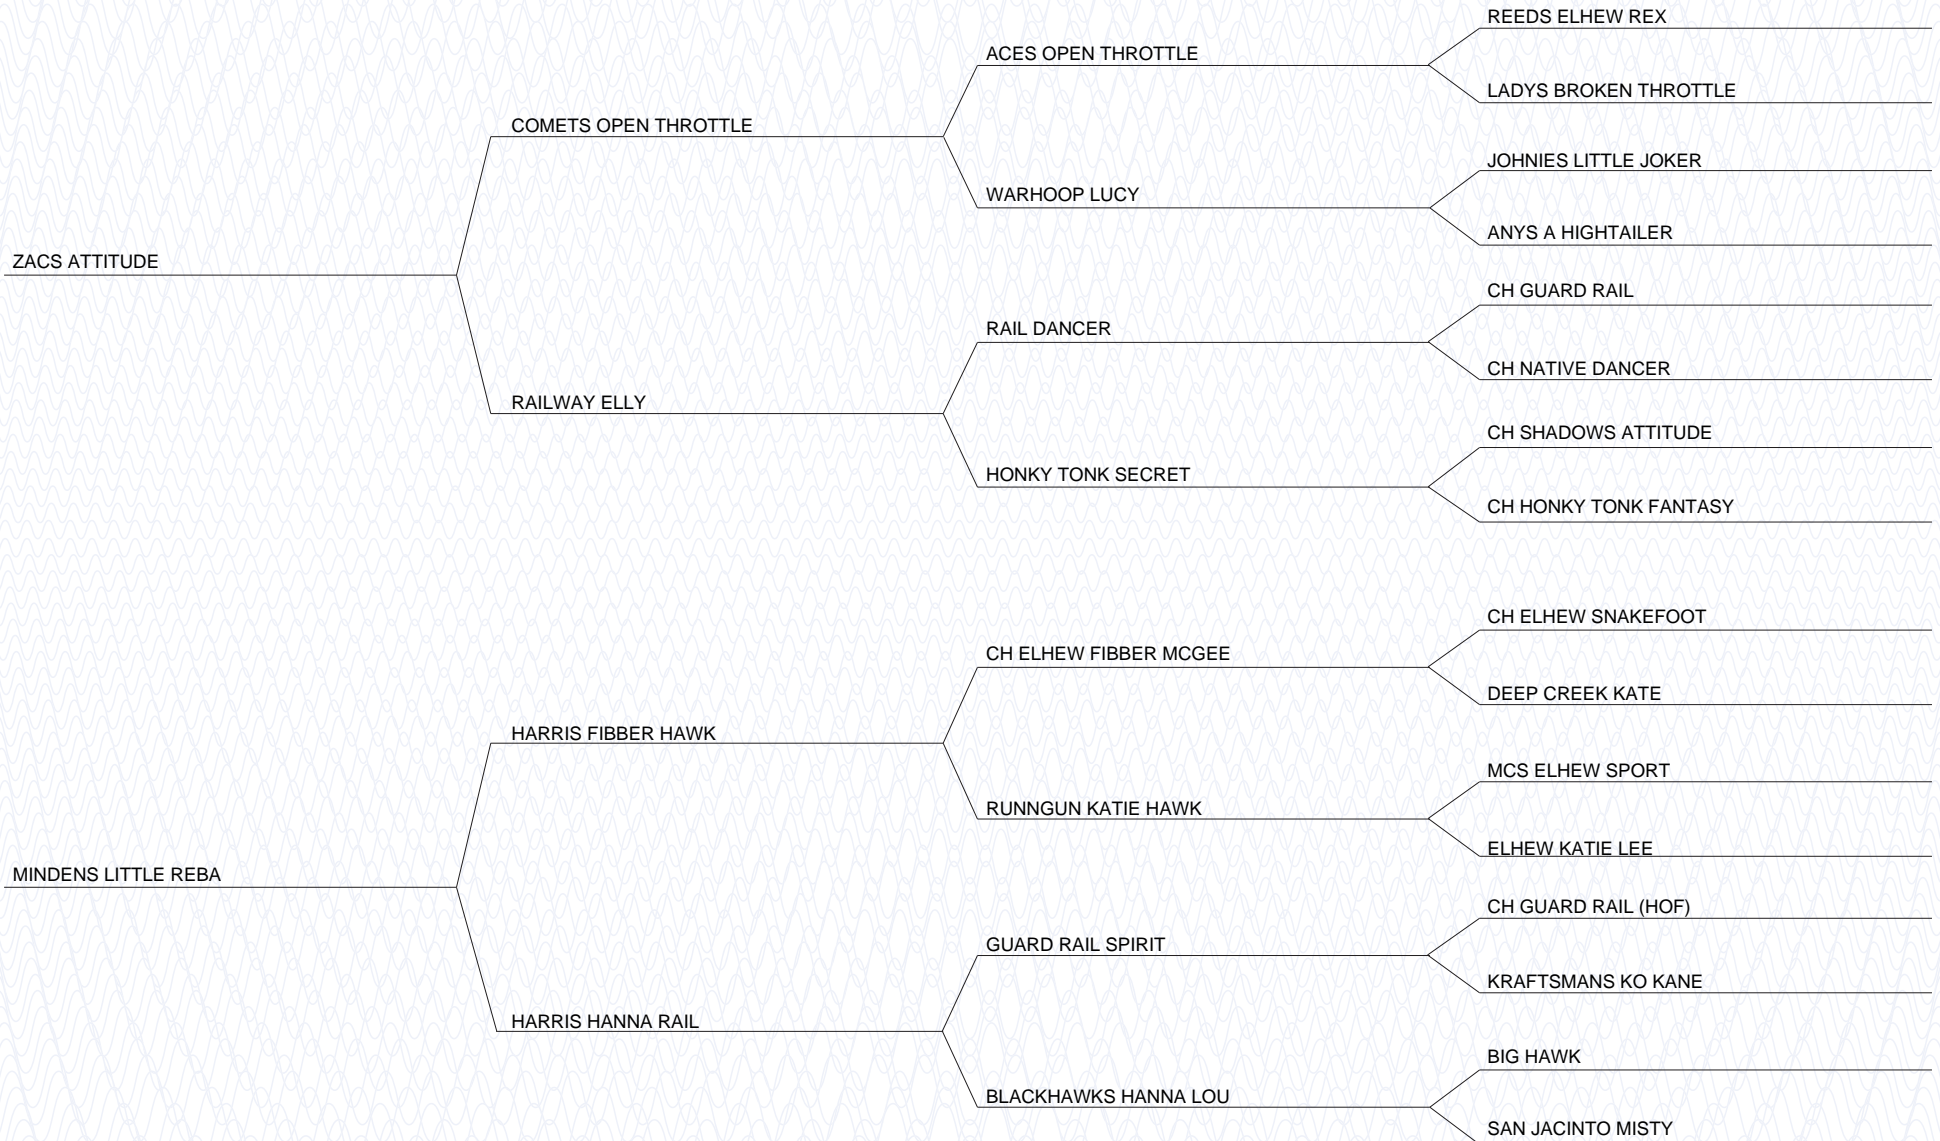 REEDS ELHEW REX
ACES OPEN THROTTLE
LADYS BROKEN THROTTLE
COMETS OPEN THROTTLE
JOHNIES LITTLE JOKER
WARHOOP LUCY
ANYS A HIGHTAILER
ZACS ATTITUDE
CH GUARD RAIL
RAIL DANCER
CH NATIVE DANCER
RAILWAY ELLY
CH SHADOWS ATTITUDE
HONKY TONK SECRET
CH HONKY TONK FANTASY
CH ELHEW SNAKEFOOT
CH ELHEW FIBBER MCGEE
DEEP CREEK KATE
HARRIS FIBBER HAWK
MCS ELHEW SPORT
RUNNGUN KATIE HAWK
ELHEW KATIE LEE
MINDENS LITTLE REBA
CH GUARD RAIL (HOF)
GUARD RAIL SPIRIT
KRAFTSMANS KO KANE
HARRIS HANNA RAIL
BIG HAWK
BLACKHAWKS HANNA LOU
SAN JACINTO MISTY